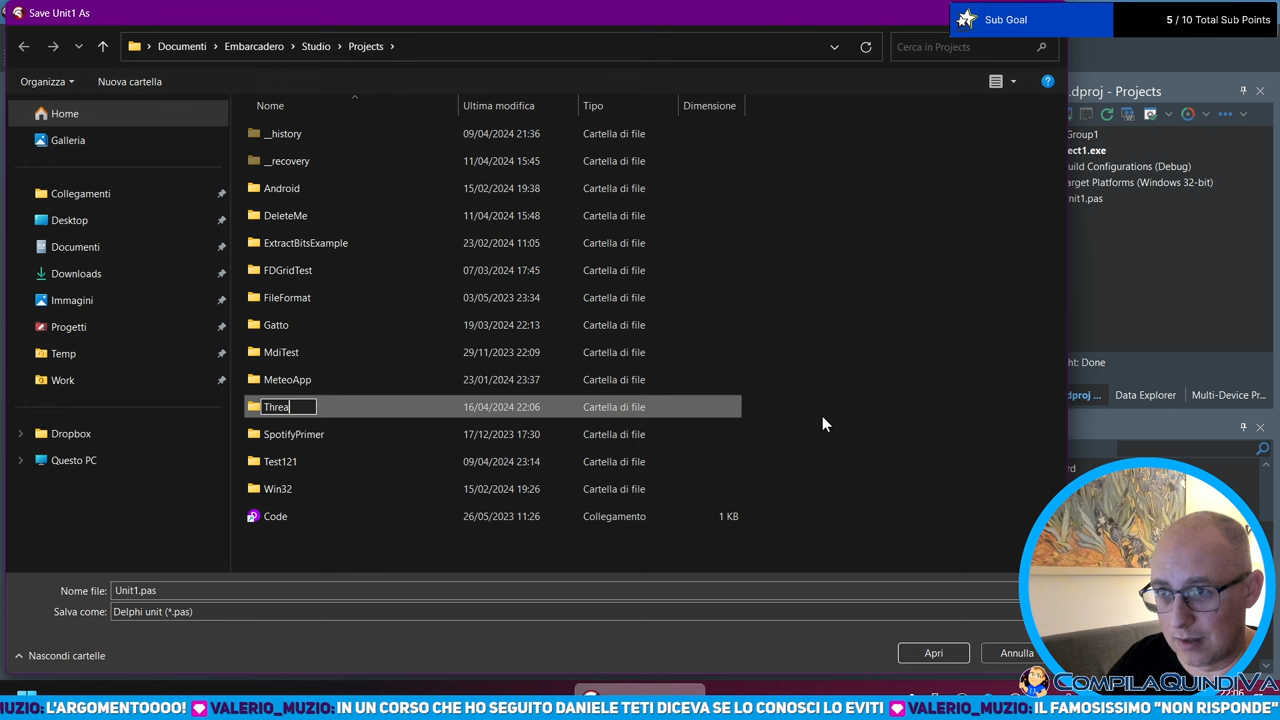 Save Unit1 As
Sub Goal
5 / 10 Total Sub Points
Documenti
Embarcadero
Studio
Projects
Cerca in Projects
.dproj - Projects
Organizza
Nuova cartella
Home
Galleria
Collegamenti
Desktop
Documenti
Downloads
Immagini
Progetti
Temp
Work
Dropbox
Questo PC
Nome Ultima modifica Tipo Dimensione
__history 09/04/2024 21:36 Cartella di file
__recovery 11/04/2024 15:45 Cartella di file
Android 15/02/2024 19:38 Cartella di file
DeleteMe 11/04/2024 15:48 Cartella di file
ExtractBitsExample 23/02/2024 11:05 Cartella di file
FDGridTest 07/03/2024 17:45 Cartella di file
FileFormat 03/05/2023 23:34 Cartella di file
Gatto 19/03/2024 22:13 Cartella di file
MdiTest 29/11/2023 22:09 Cartella di file
MeteoApp 23/01/2024 23:37 Cartella di file
Threa 16/04/2024 22:06 Cartella di file
SpotifyPrimer 17/12/2023 17:30 Cartella di file
Test121 09/04/2024 23:14 Cartella di file
Win32 15/02/2024 19:26 Cartella di file
Code 26/05/2023 11:26 Collegamento 1 KB
Group1
ect1.exe
uild Configurations (Debug)
arget Platforms (Windows 32-bit)
nit1.pas
ht: Done
dproj ...
Data Explorer
Multi-Device Pr...
rd
Nome file: Unit1.pas
Salva come: Delphi unit (*.pas)
Nascondi cartelle
Apri
Annulla
COMPILAQUINDIVA
MUZIO: L'ARGOMENTOOOO! VALERIO_MUZIO: IN UN CORSO CHE HO SEGUITO DANIELE TETI DICEVA SE LO CONOSCI LO EVITI VALERIO_MUZIO: IL FAMOSISSIMO "NON RISPONDE"